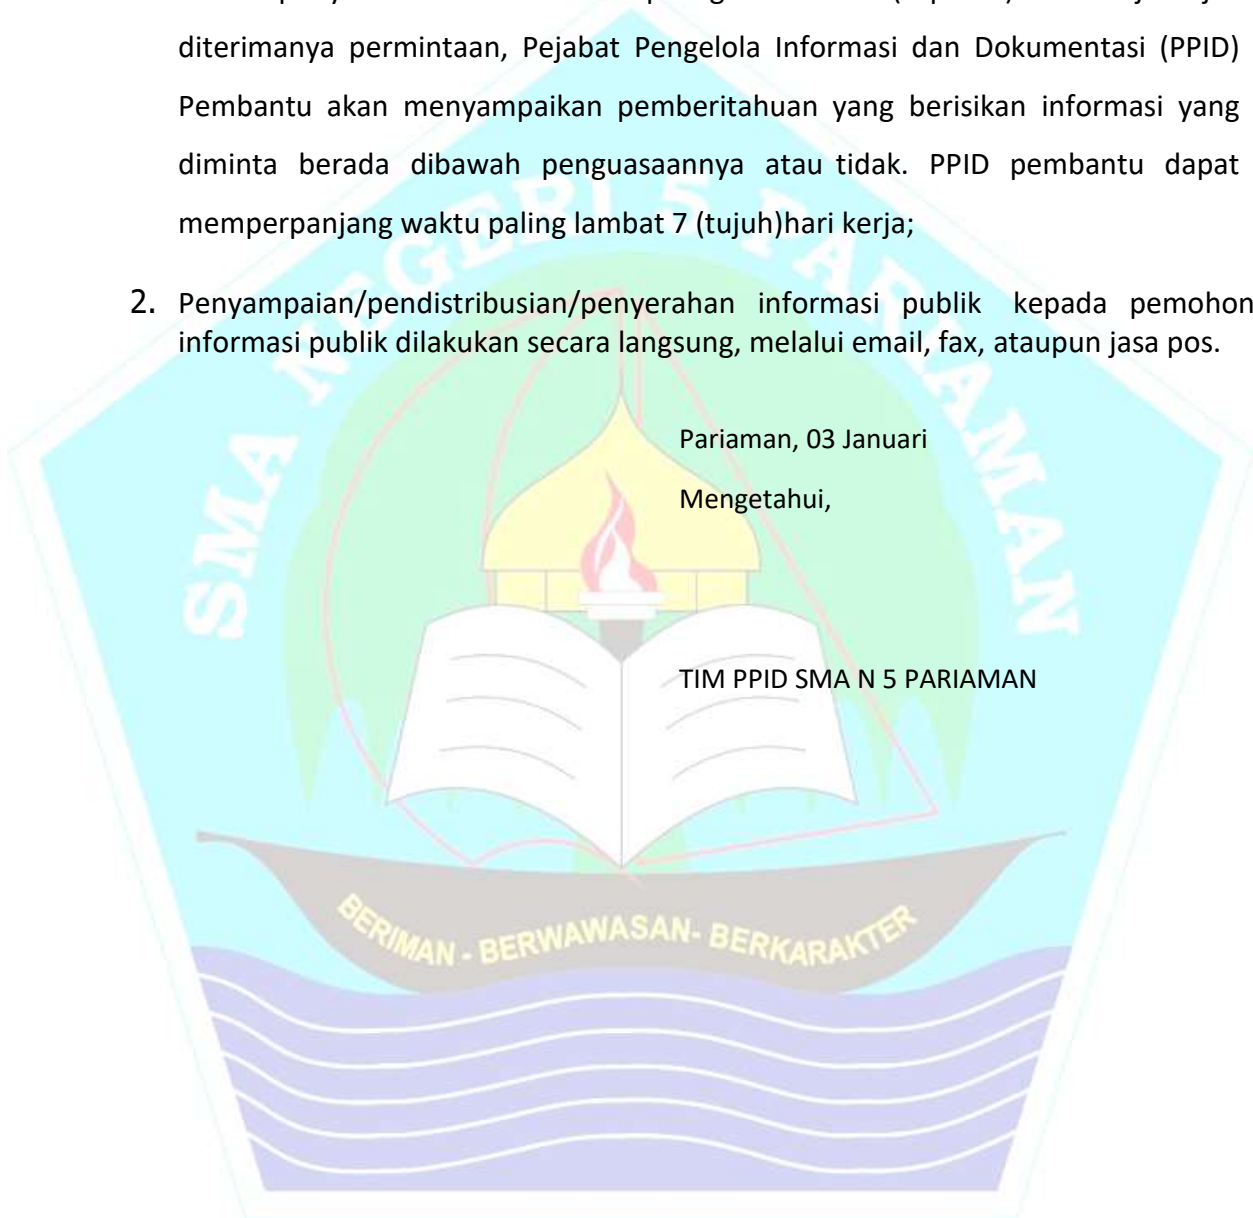 diterimanya permintaan, Pejabat Pengelola Informasi dan Dokumentasi (PPID)
Pembantu akan menyampaikan pemberitahuan yang berisikan informasi yang
diminta berada dibawah penguasaannya atau tidak. PPID pembantu dapat
memperpanjang waktu paling lambat 7 (tujuh)hari kerja;
2. Penyampaian/pendistribusian/penyerahan informasi publik kepada pemohon
informasi publik dilakukan secara langsung, melalui email, fax, ataupun jasa pos.
SMA NEGERI 5 PARIAMAN
Pariaman, 03 Januari
Mengetahui,
TIM PPID SMA N 5 PARIAMAN
BERIMAN - BERWAWASAN- BERKARAKTER